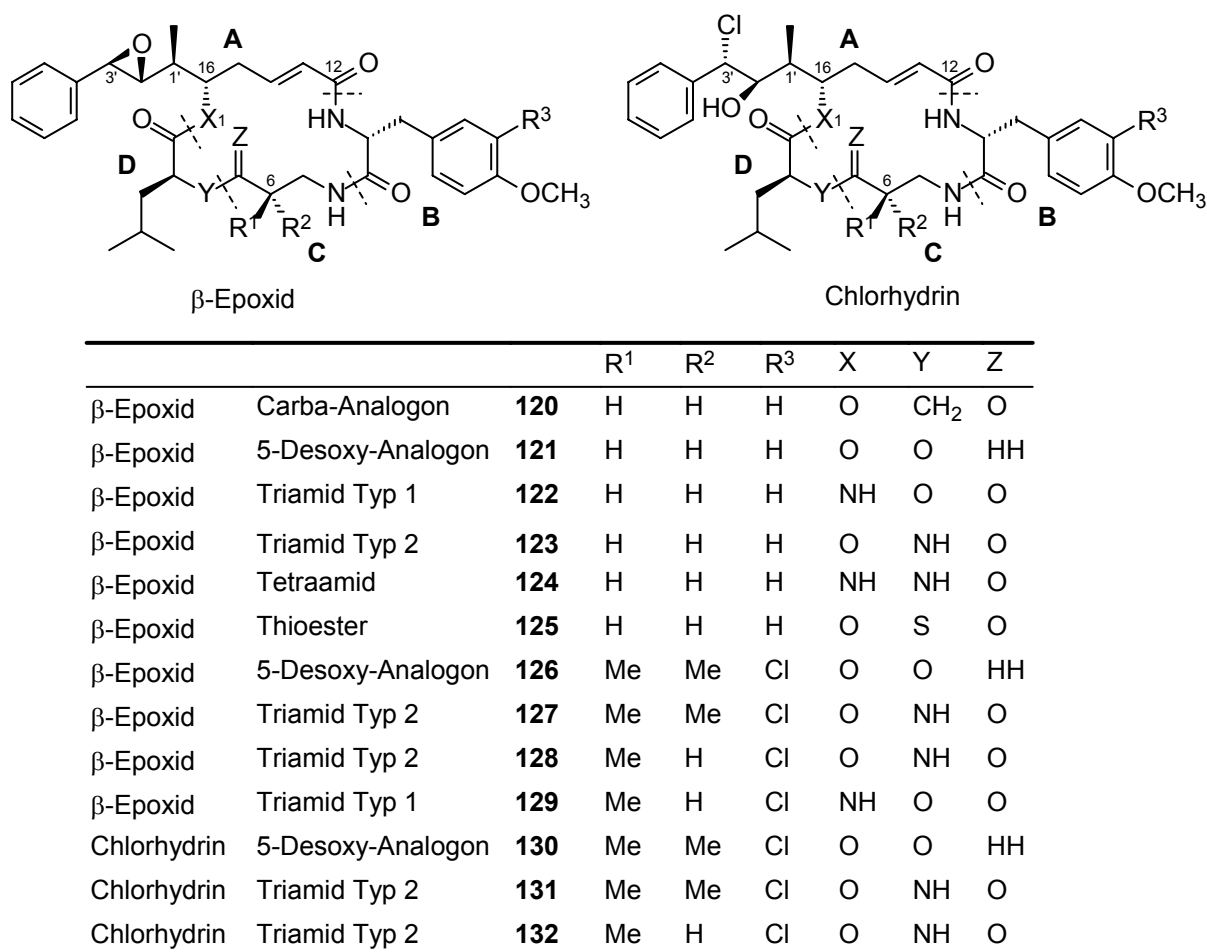 O
A
3'
1'
16
12
O
O
X1
HN
R3
Z
D
Y
6
N
H
O
OCH3
R1
R2
B
C
β-Epoxid
Cl
A
3'
1'
16
12
O
HO
O
X1
HN
R3
Z
D
Y
6
N
H
O
OCH3
R1
R2
B
C
Chlorhydrin
R1 R2 R3 X Y Z
β-Epoxid Carba-Analogon 120 H H H O CH2 O
β-Epoxid 5-Desoxy-Analogon 121 H H H O O HH
β-Epoxid Triamid Typ 1 122 H H H NH O O
β-Epoxid Triamid Typ 2 123 H H H O NH O
β-Epoxid Tetraamid 124 H H H NH NH O
β-Epoxid Thioester 125 H H H O S O
β-Epoxid 5-Desoxy-Analogon 126 Me Me Cl O O HH
β-Epoxid Triamid Typ 2 127 Me Me Cl O NH O
β-Epoxid Triamid Typ 2 128 Me H Cl O NH O
β-Epoxid Triamid Typ 1 129 Me H Cl NH O O
Chlorhydrin 5-Desoxy-Analogon 130 Me Me Cl O O HH
Chlorhydrin Triamid Typ 2 131 Me Me Cl O NH O
Chlorhydrin Triamid Typ 2 132 Me H Cl O NH O